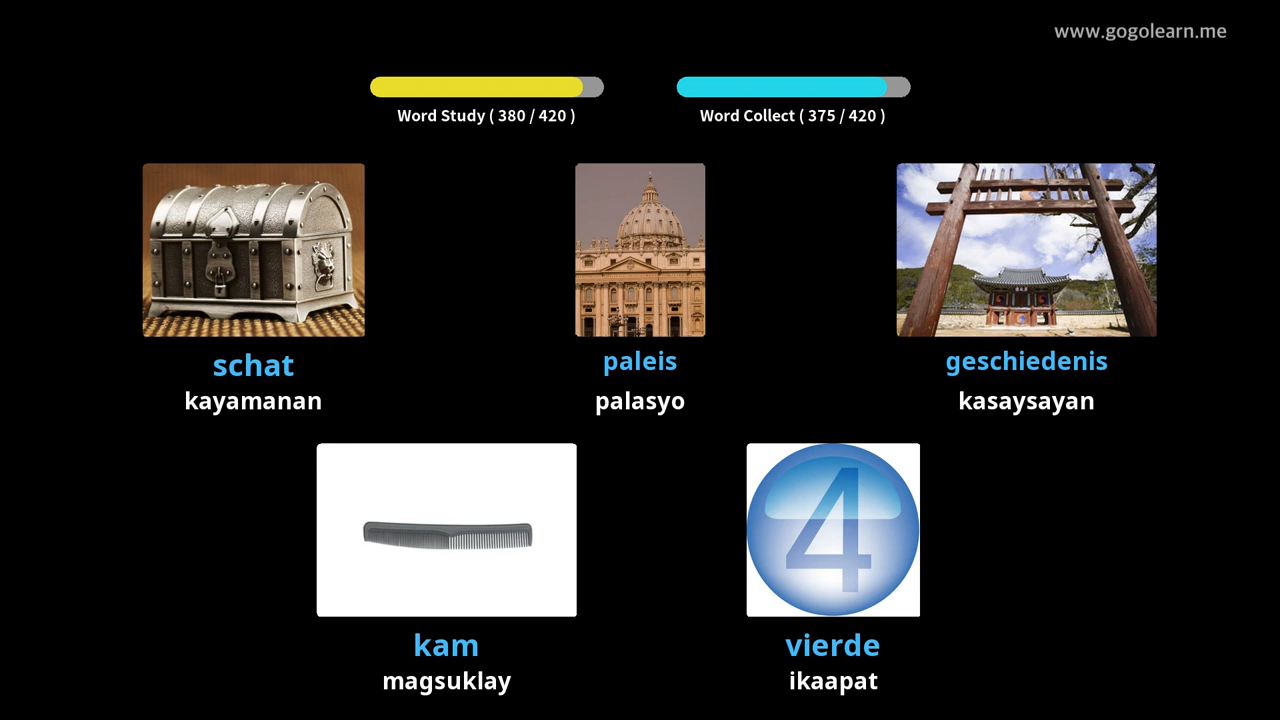 www.gogolearn.me
Word Study ( 380 / 420 )
Word Collect ( 375 / 420 )
schat
kayamanan
paleis
palasyo
geschiedenis
kasaysayan
4
kam
magsuklay
vierde
ikaapat